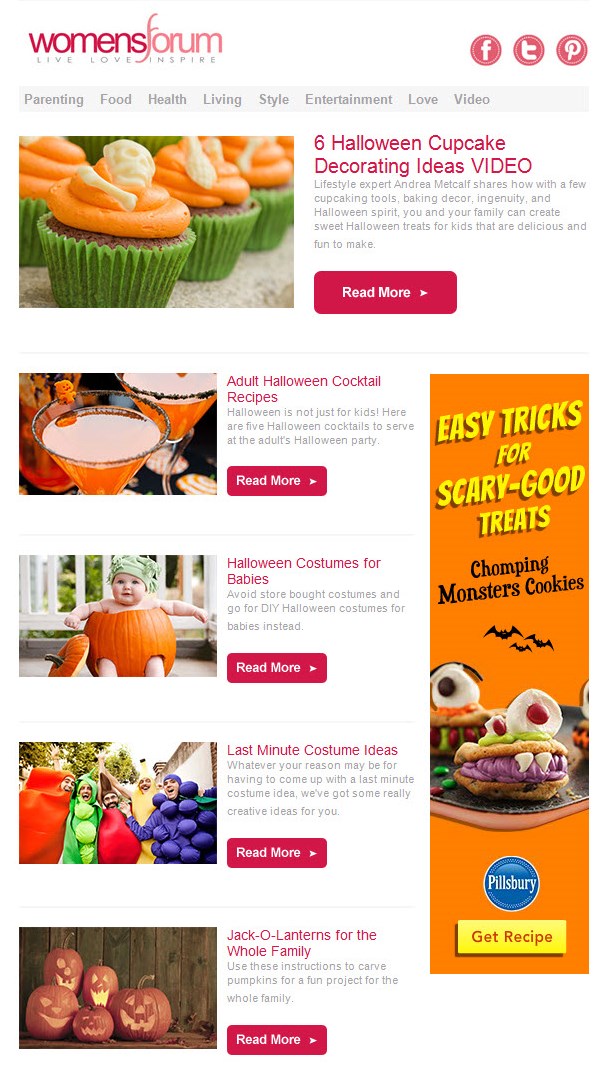 womensforum
LIVE LOVE INSPIRE
Parenting Food Health Living Style Entertainment Love Video
6 Halloween Cupcake
Decorating Ideas VIDEO
Lifestyle expert Andrea Metcalf shares how with a few
cupcaking tools, baking decor, ingenuity, and
Halloween spirit, you and your family can create
sweet Halloween treats for kids that are delicious and
fun to make.
Read More ➤
Adult Halloween Cocktail
Recipes
Halloween is not just for kids! Here
are five Halloween cocktails to serve
at the adult's Halloween party.
Read More ➤
Halloween Costumes for
Babies
Avoid store bought costumes and
go for DIY Halloween costumes for
babies instead.
Read More ➤
Last Minute Costume Ideas
Whatever your reason may be for
having to come up with a last minute
costume idea, we've got some really
creative ideas for you.
Read More ➤
Jack-O-Lanterns for the
Whole Family
Use these instructions to carve
pumpkins for a fun project for the
whole family.
Read More ➤
EASY TRICKS
FOR
SCARY-GOOD
TREATS
Chomping
Monsters Cookies
Pillsbury
Get Recipe